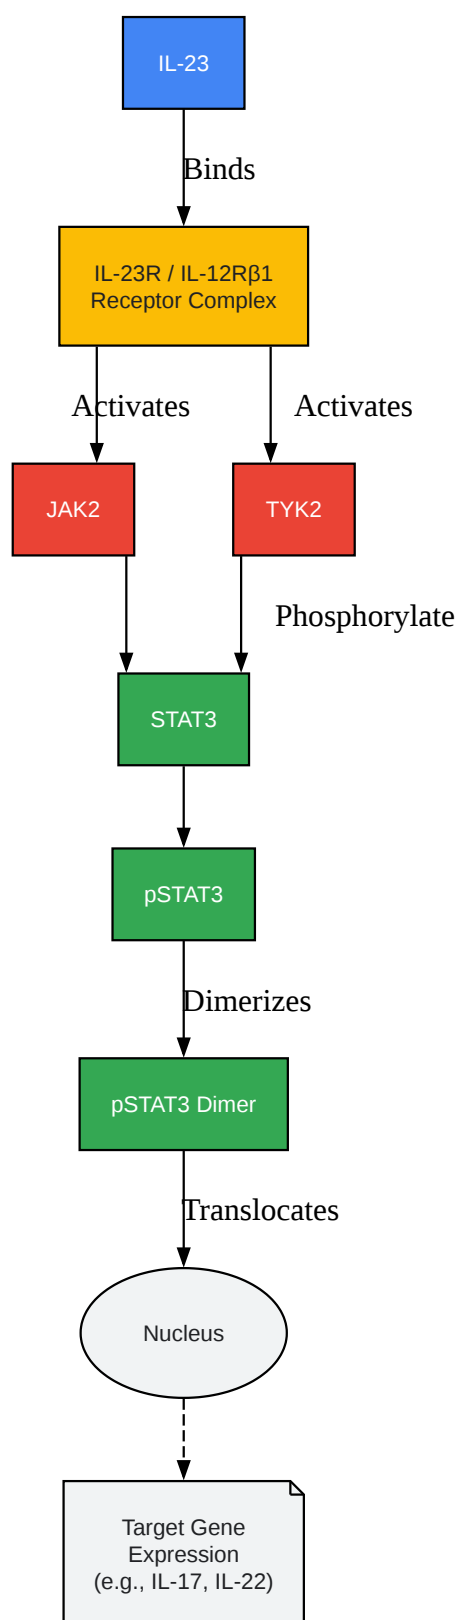 IL-23
Binds
IL-23R / IL-12Rβ1
Receptor Complex
Activates
Activates
JAK2
TYK2
Phosphorylate
STAT3
pSTAT3
Dimerizes
pSTAT3 Dimer
Translocates
Nucleus
Target Gene
Expression
(e.g., IL-17, IL-22)